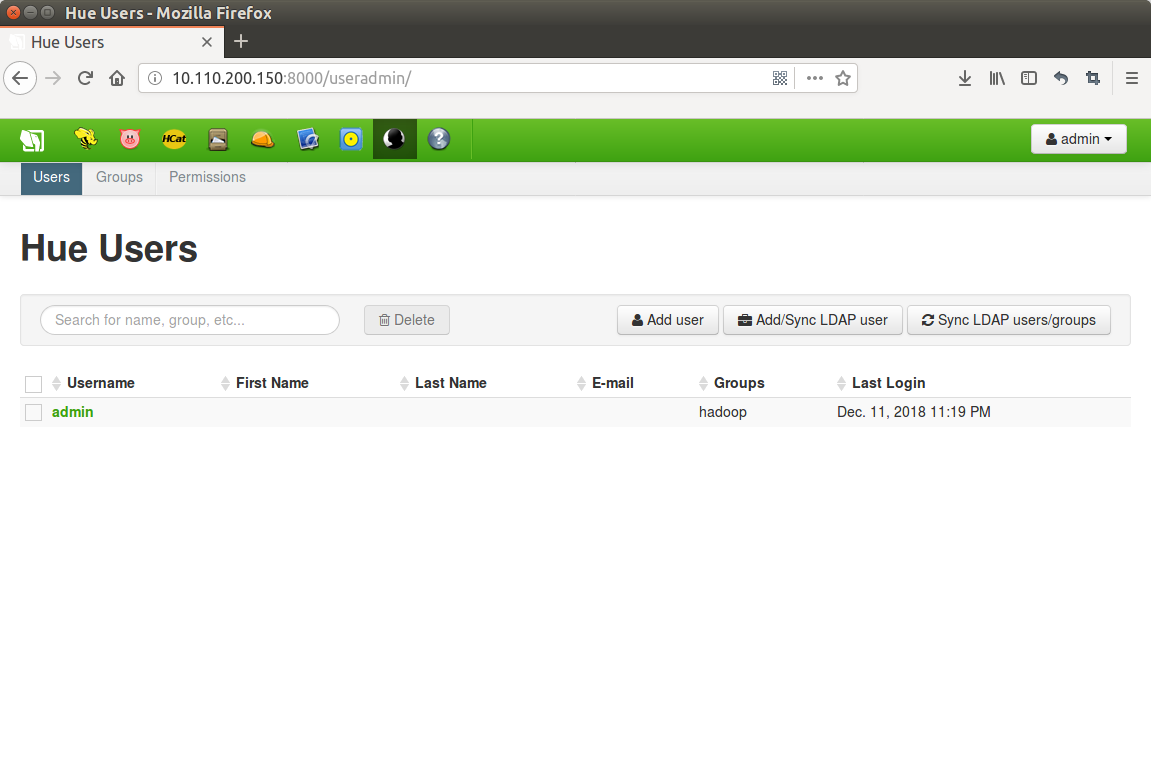 Hue Users - Mozilla Firefox
Hue Users
10.110.200.150:8000/useradmin/
HCat
admin
Users Groups Permissions
Hue Users
Search for name, group, etc... Delete Add user Add/Sync LDAP user Sync LDAP users/groups
Username First Name Last Name E-mail Groups Last Login
admin hadoop Dec. 11, 2018 11:19 PM